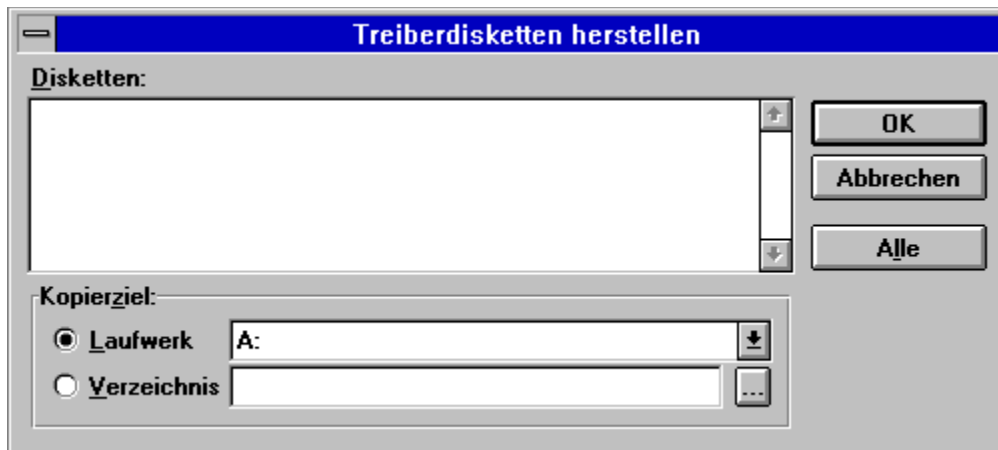 Treiberdisketten herstellen
Disketten:
OK
Abbrechen
Alle
Kopierziel:
Laufwerk A:
Verzeichnis ...